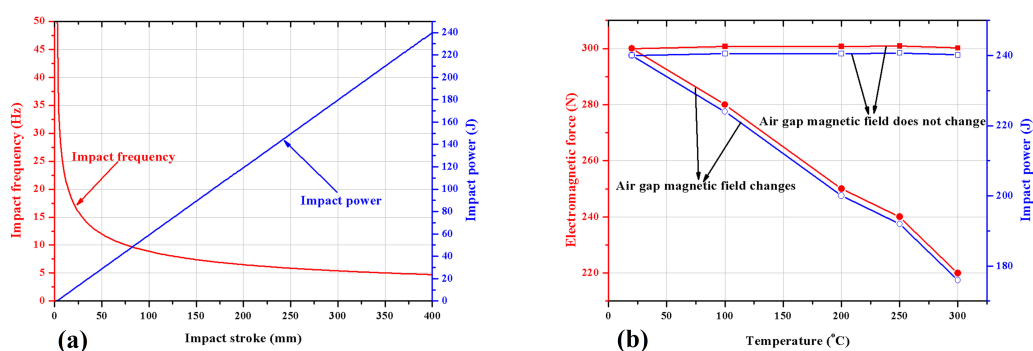 50
45
40
35
30
25
20
15
10
5
0
Impact frequency (Hz)
Impact frequency
Impact power
240
220
200
180
160
140
120
100
80
60
40
20
0
Impact power (J)
0 50 100 150 200 250 300 350 400
Impact stroke (mm)
(a)
300
280
260
240
220
Electromagnetic force (N)
Air gap magnetic field does not change
Air gap magnetic field changes
240
220
200
180
Impact power (J)
0 50 100 150 200 250 300
Temperature (°C)
(b)